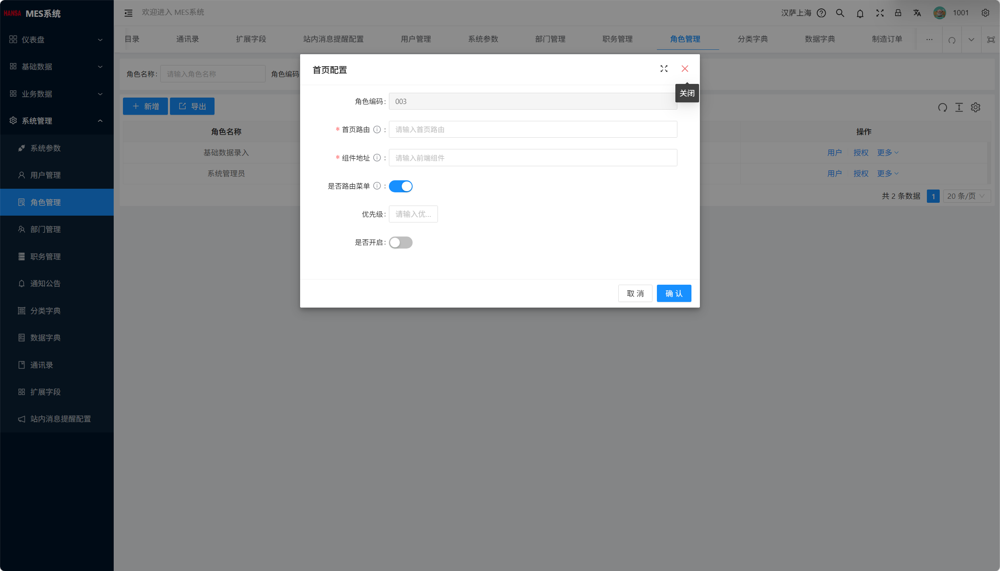 HANSA MES系统
欢迎进入 MES系统
汉萨上海
1001
仪表盘
基础数据
业务数据
系统管理
系统参数
用户管理
角色管理
部门管理
职务管理
通知公告
分类字典
数据字典
通讯录
扩展字段
站内消息提醒配置
目录 通讯录 扩展字段 站内消息提醒配置 用户管理 系统参数 部门管理 职务管理 角色管理 分类字典 数据字典 制造订单 ...
角色名称: 请输入角色名称 角色编码
新增 导出
角色名称 操作
基础数据录入 用户 授权 更多
系统管理员 用户 授权 更多
共 2 条数据 1 20 条/页
首页配置
关闭
角色编码: 003
* 首页路由 : 请输入首页路由
* 组件地址 : 请输入前端组件
是否路由菜单 :
优先级: 请输入优...
是否开启:
取 消 确 认